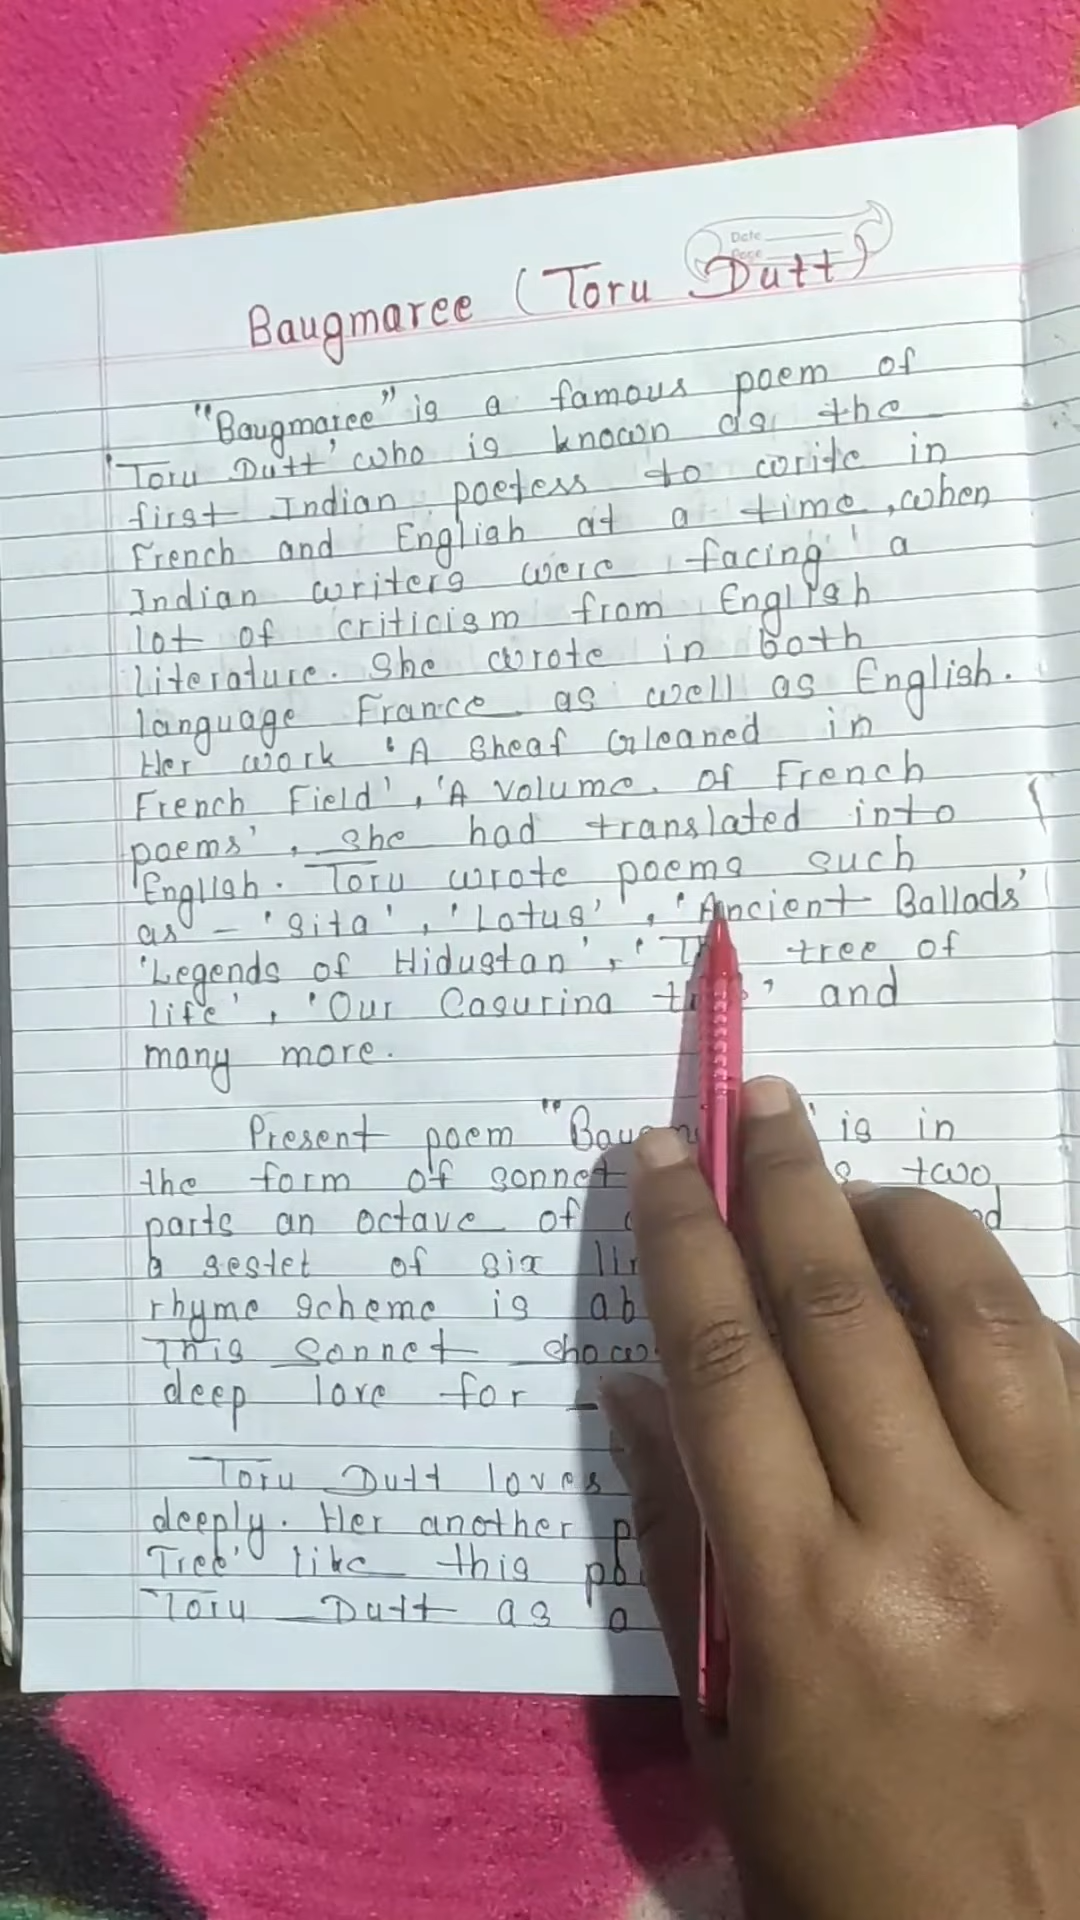 Date
Baugmaree (Toru Dutt)
"Baugmaree" is a famous poem of
'Toru Dutt' who is known as the
first Indian poetess to write in
French and English at a time, when
Indian writers were facing a
lot of criticism from English
literature. She wrote in both
language France as well as English.
Her work 'A Sheaf Gleaned in
French Field', 'A volume of French
poems', she had translated into
English. Toru wrote poems such
as - 'Sita', 'Lotus', 'Ancient Ballads'
'Legends of Hidustan', ' tree of
life', 'Our Casurina ' and
many more.
Present poem " is in
the form of sonnet two
parts an octave of
a sestet of six
rhyme scheme is ab
This Sonnet
deep love for
Toru Dutt loves
deeply. Her another
Tree' like this
Toru Dutt as a